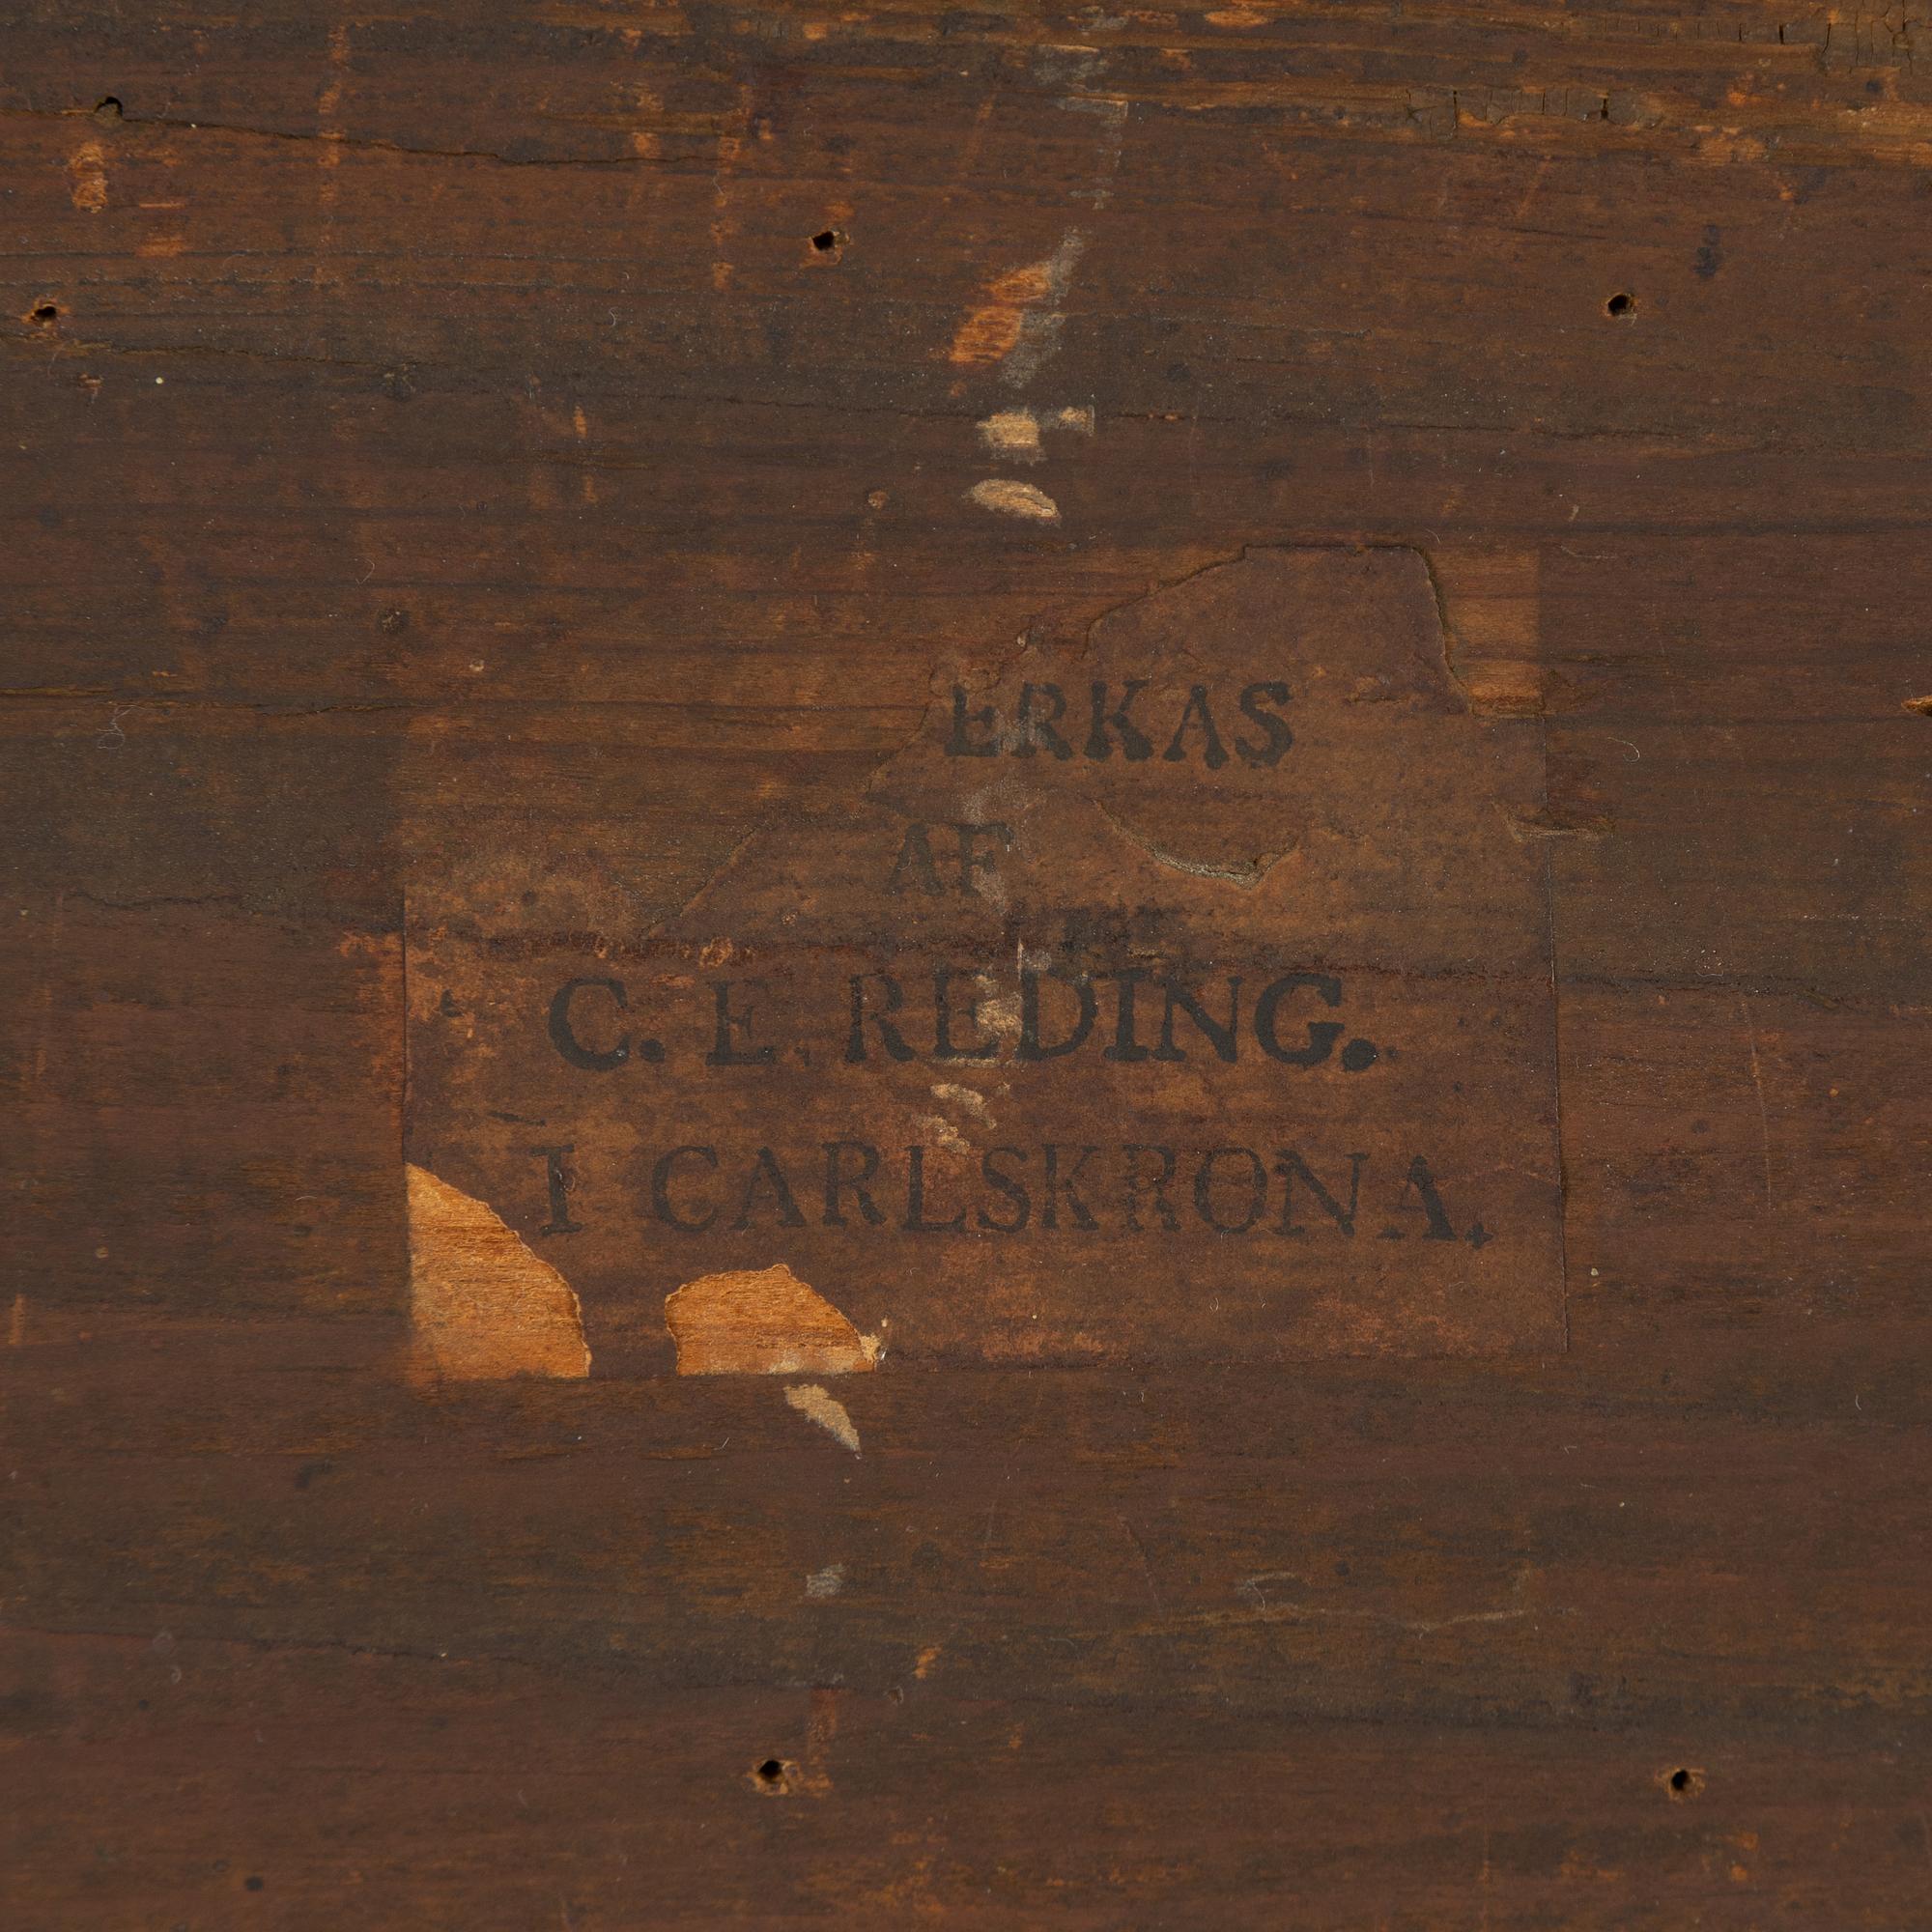 ERKAS
AF
C. E. REDING.
I CARLSKRONA.